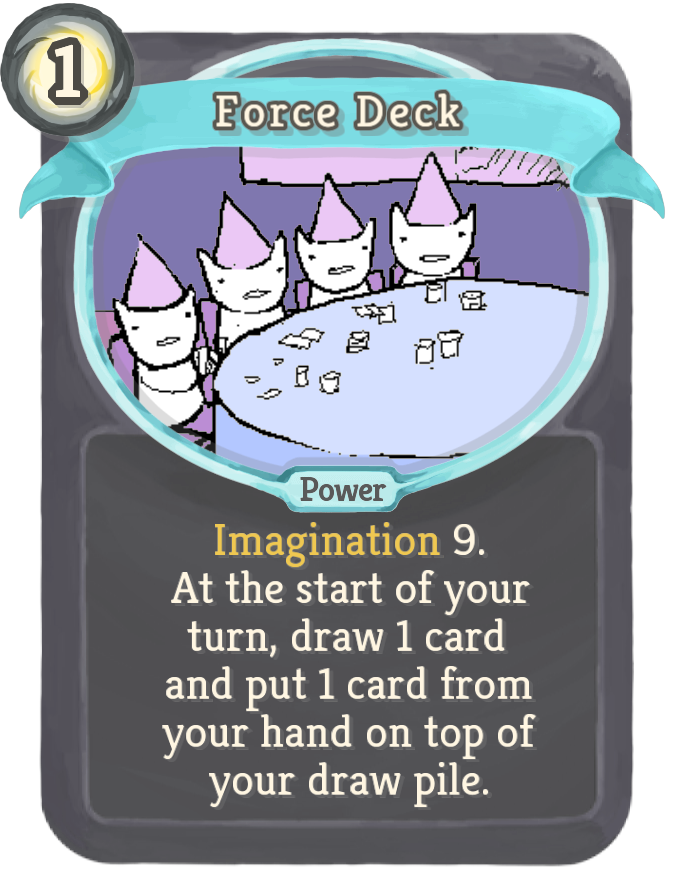 1
Force Deck
Power
Imagination 9.
At the start of your
turn, draw 1 card
and put 1 card from
your hand on top of
your draw pile.